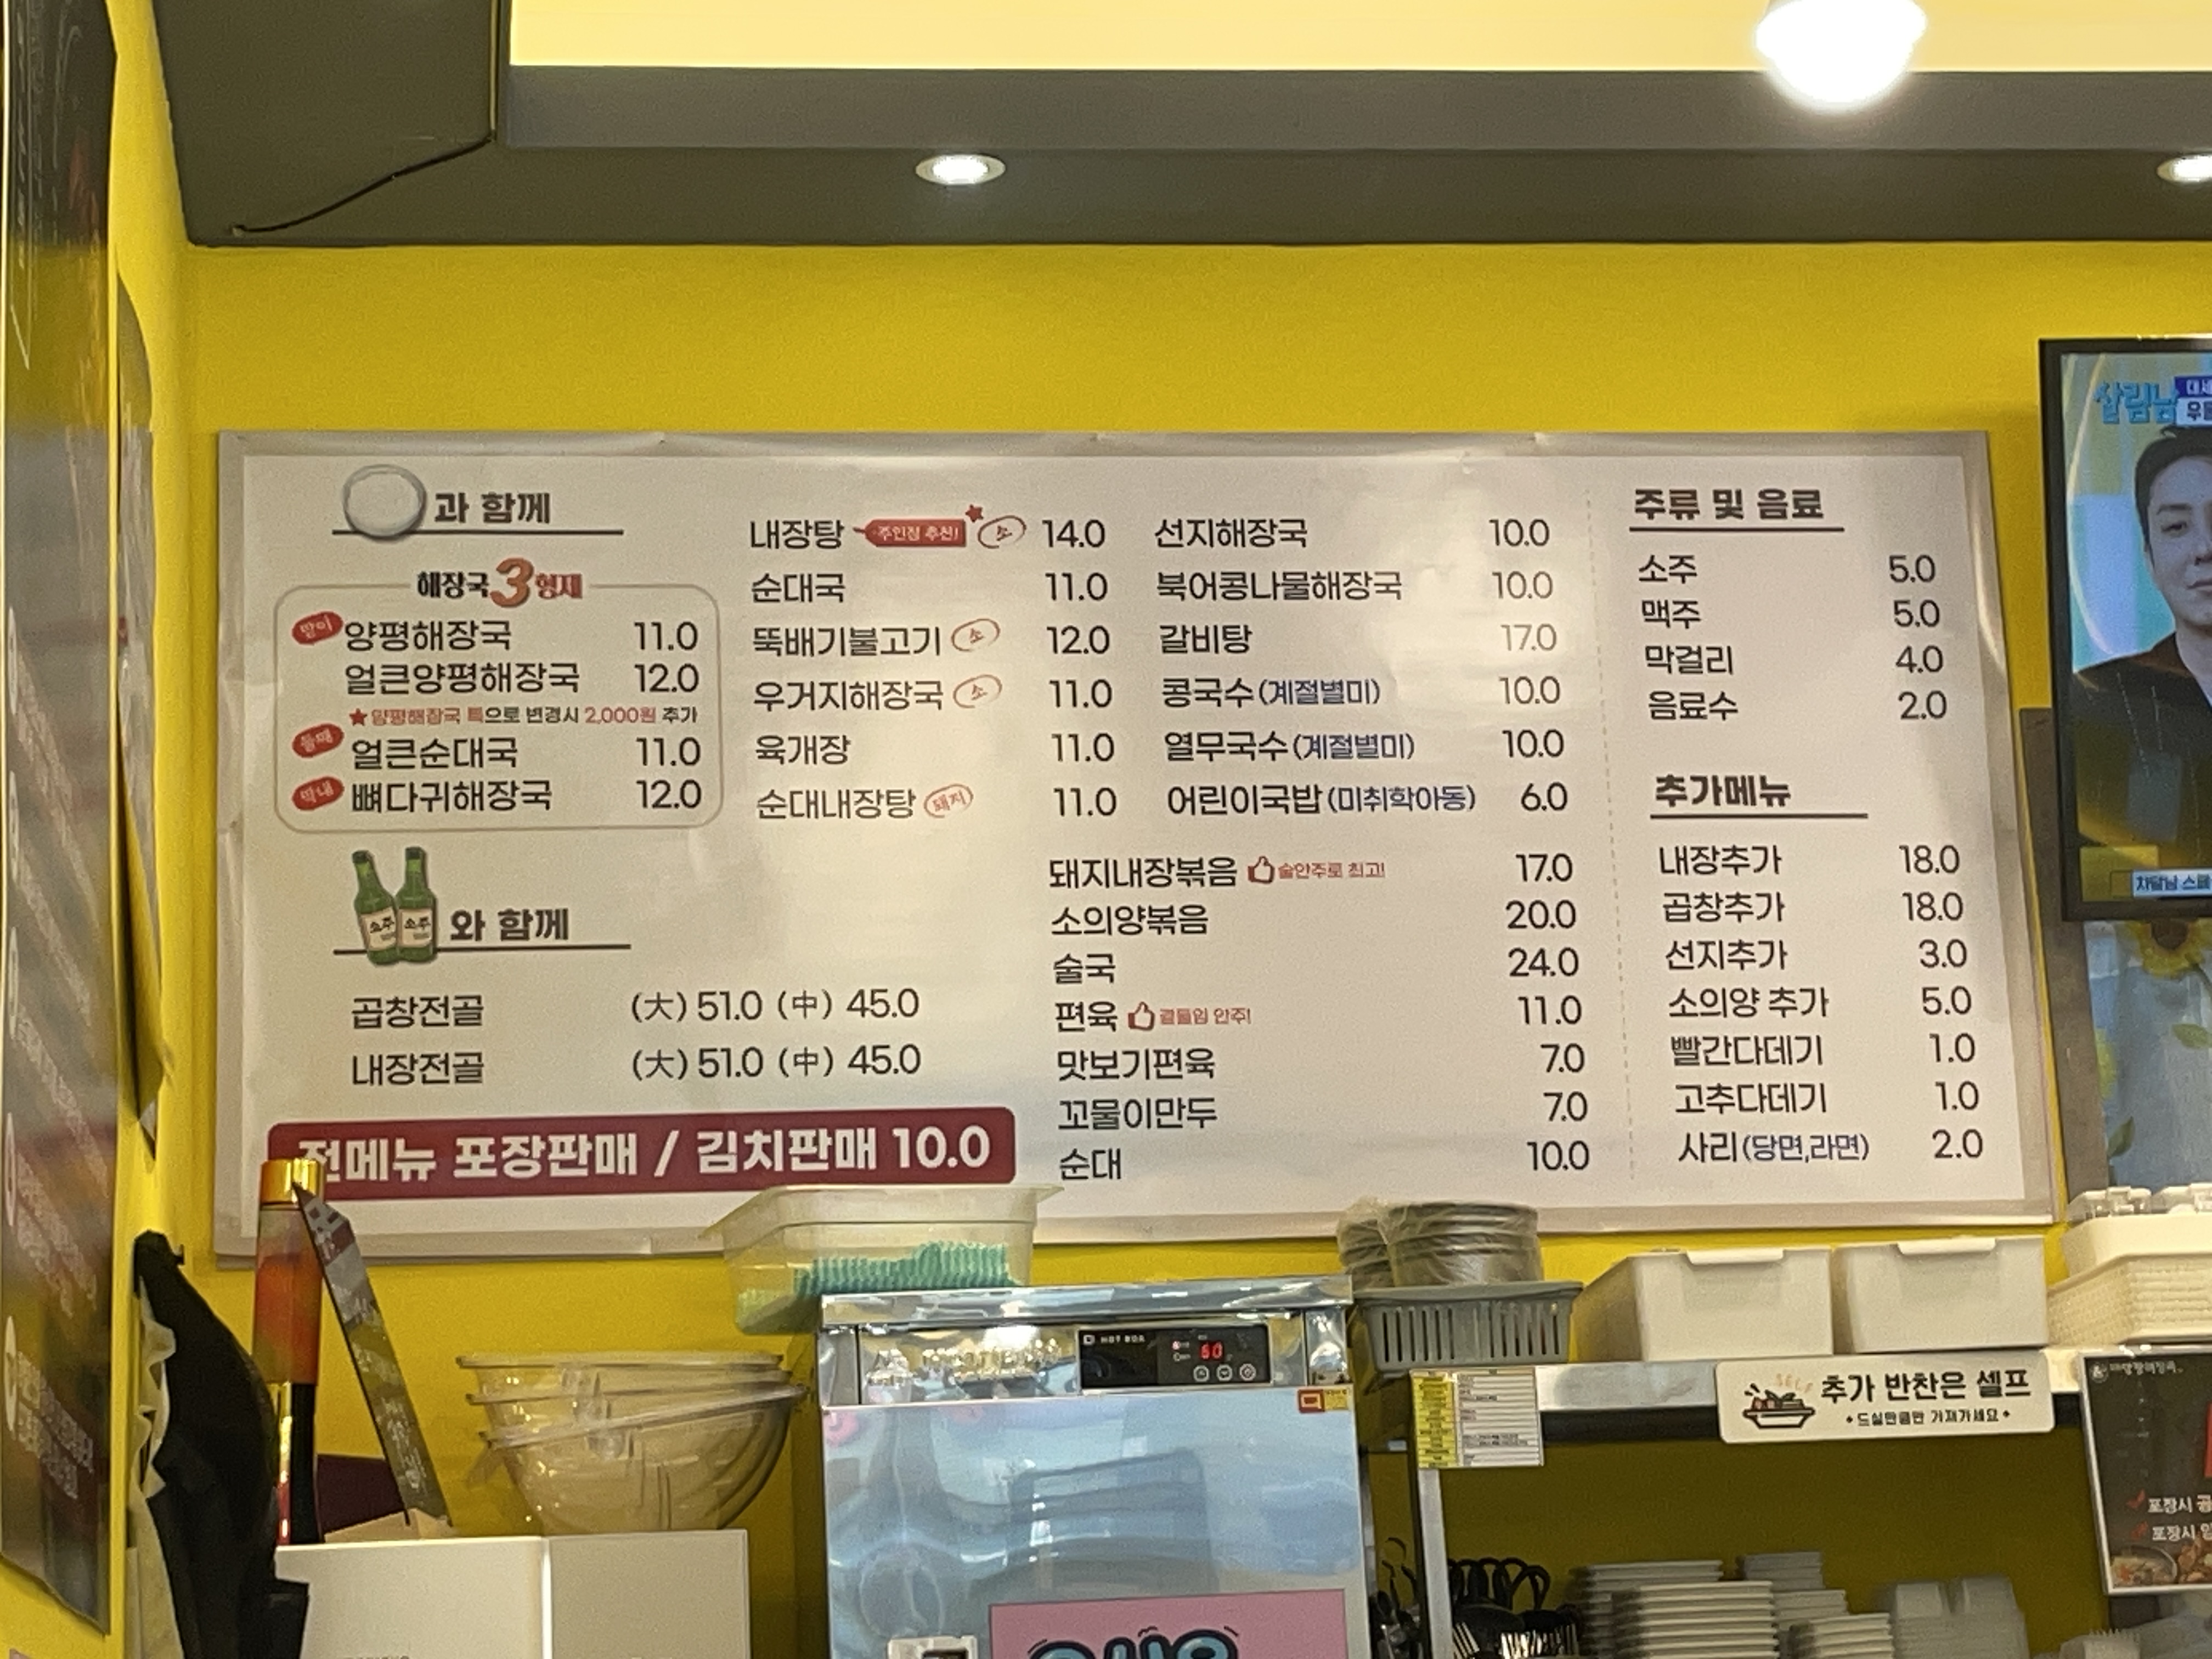 과 함께
해장국3형제
맏이 양평해장국 11.0
얼큰양평해장국 12.0
★양평해장국 특으로 변경시 2,000원 추가
둘째 얼큰순대국 11.0
막내 뼈다귀해장국 12.0
소주 소주 와 함께
곱창전골 (大) 51.0 (中) 45.0
내장전골 (大) 51.0 (中) 45.0
전메뉴 포장판매 / 김치판매 10.0
내장탕 주인장 추천! 소 14.0
순대국 11.0
뚝배기불고기 소 12.0
우거지해장국 소 11.0
육개장 11.0
순대내장탕 돼지 11.0
선지해장국 10.0
북어콩나물해장국 10.0
갈비탕 17.0
콩국수(계절별미) 10.0
열무국수(계절별미) 10.0
어린이국밥(미취학아동) 6.0
돼지내장볶음 술안주로 최고! 17.0
소의양볶음 20.0
술국 24.0
편육 곁들임 안주! 11.0
맛보기편육 7.0
꼬물이만두 7.0
순대 10.0
주류 및 음료
소주 5.0
맥주 5.0
막걸리 4.0
음료수 2.0
추가메뉴
내장추가 18.0
곱창추가 18.0
선지추가 3.0
소의양 추가 5.0
빨간다데기 1.0
고추다데기 1.0
사리(당면,라면) 2.0
살림남
60
SELF
추가 반찬은 셀프
드실만큼만 가져가세요
포장시
포장시